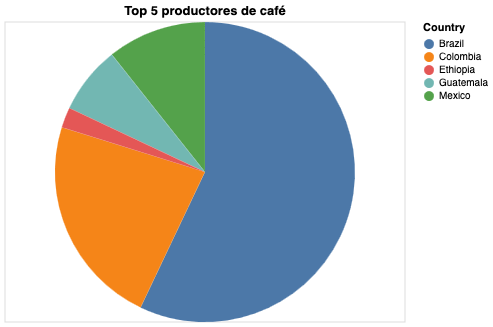 Top 5 productores de café
Country
Brazil
Colombia
Ethiopia
Guatemala
Mexico